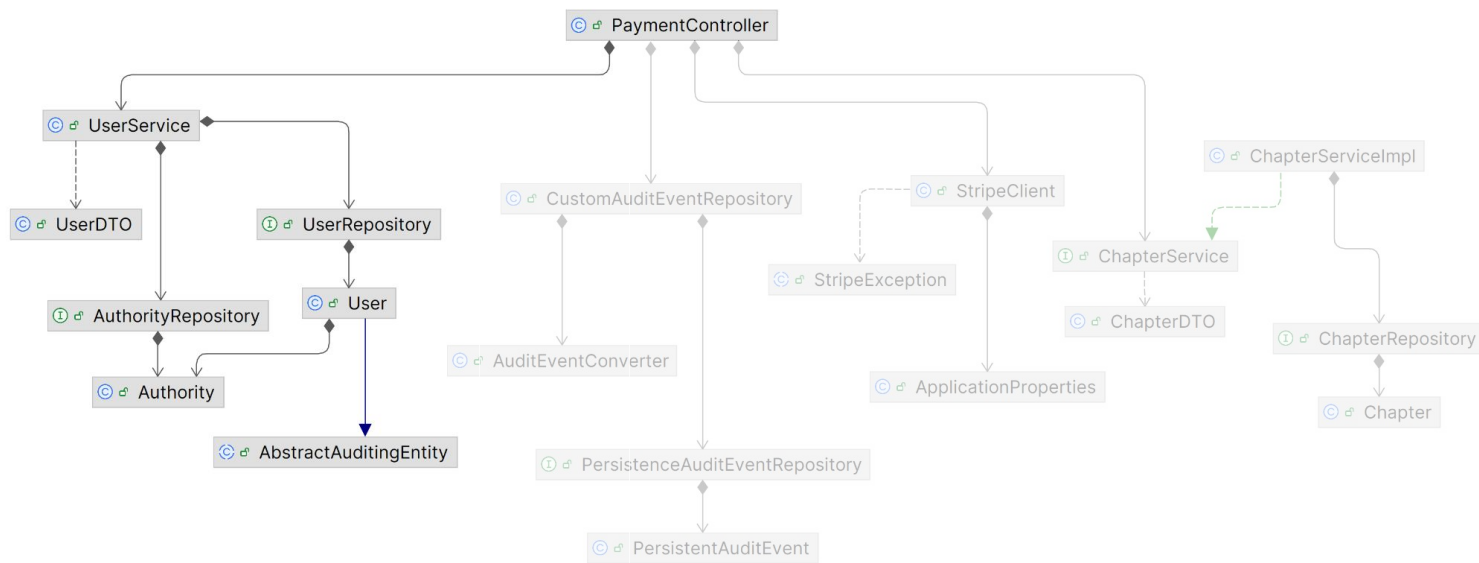 PaymentController
UserService
ChapterServiceImpl
CustomAuditEventRepository
StripeClient
UserDTO
UserRepository
ChapterService
StripeException
User
AuthorityRepository
ChapterDTO
ChapterRepository
AuditEventConverter
ApplicationProperties
Authority
Chapter
AbstractAuditingEntity
PersistenceAuditEventRepository
PersistentAuditEvent